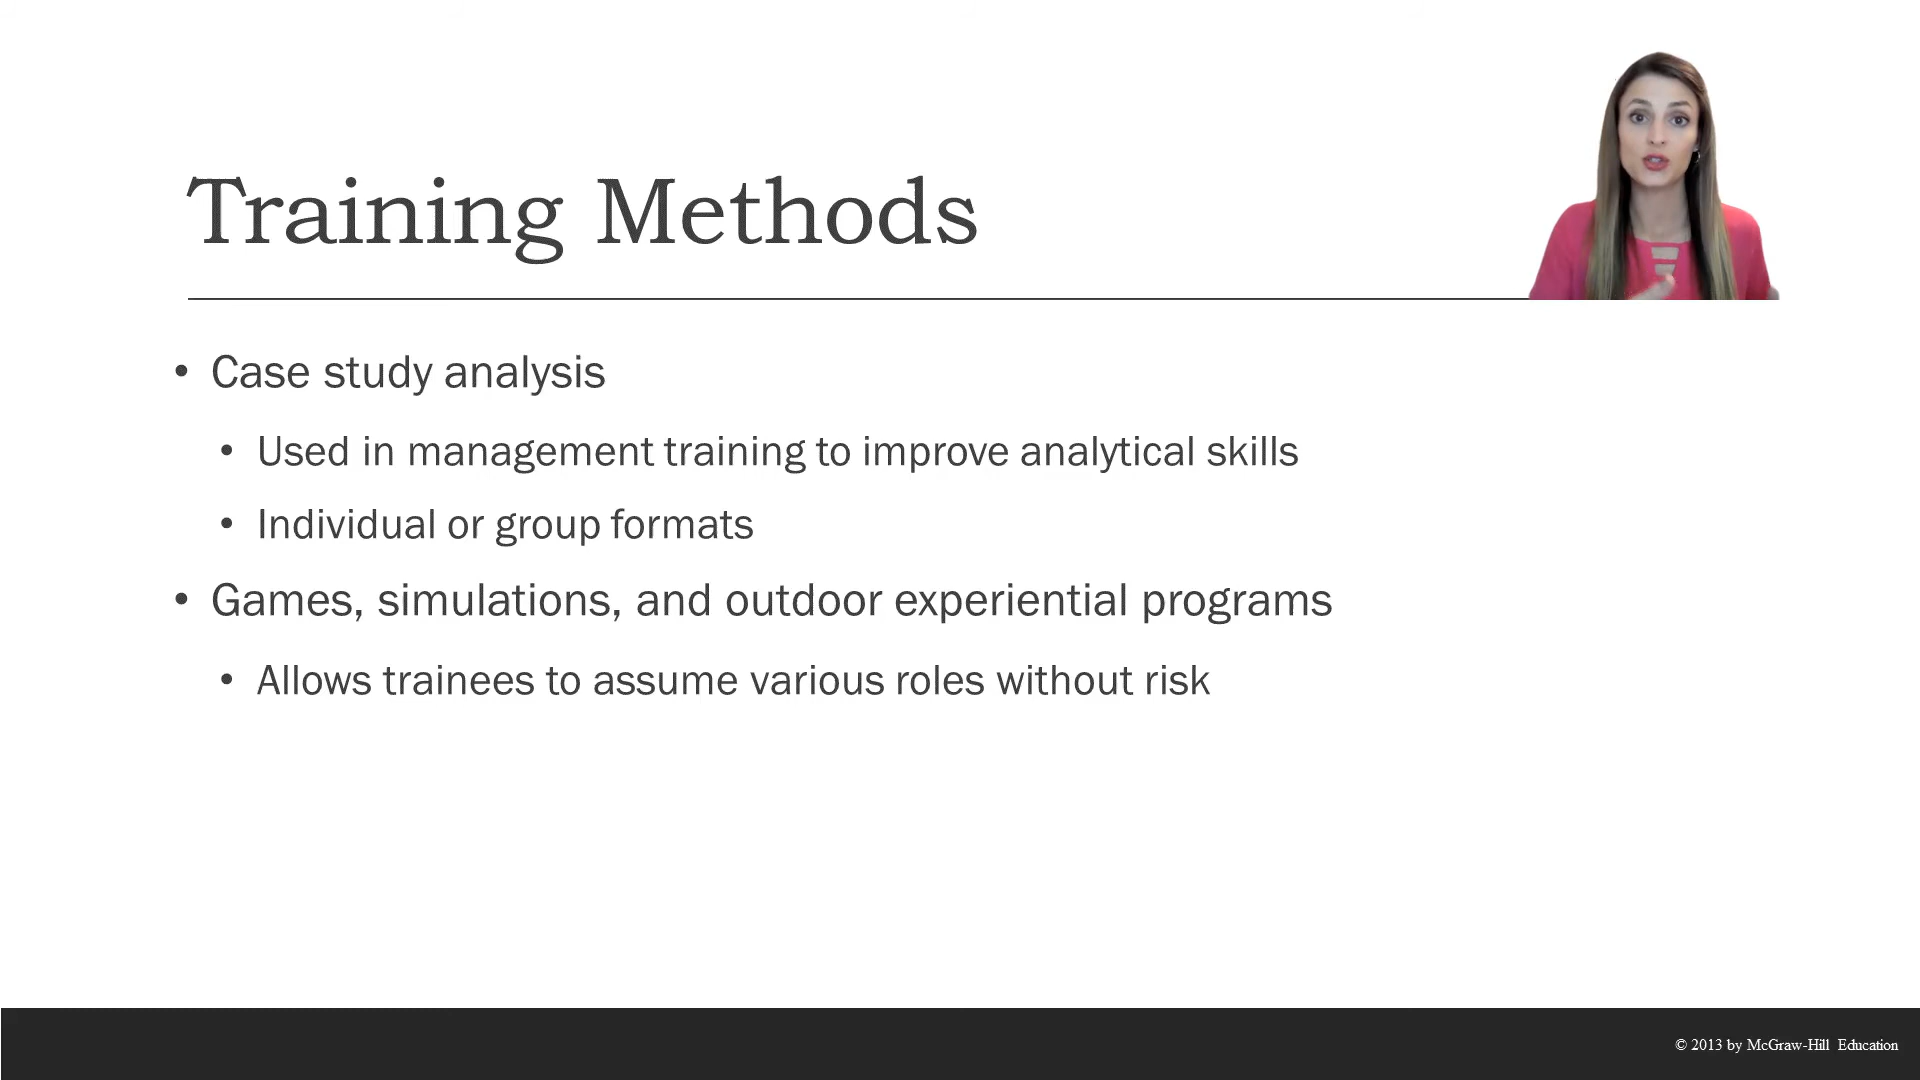 Training Methods
• Case study analysis
• Used in management training to improve analytical skills
• Individual or group formats
• Games, simulations, and outdoor experiential programs
• Allows trainees to assume various roles without risk
© 2013 by McGraw-Hill Education